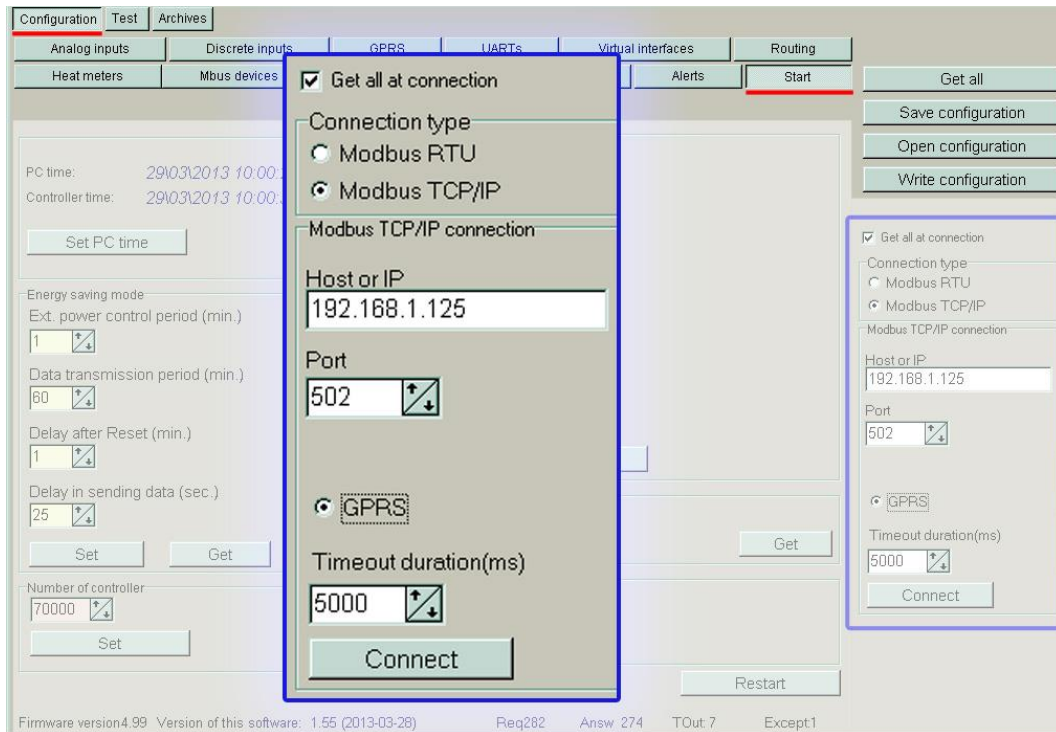 Configuration Test Archives
Analog inputs Discrete inputs GPRS UARTs Virtual interfaces Routing
Heat meters Mbus devices Alerts Start
Get all
Save configuration
Open configuration
Write configuration
PC time: 29\03\2013 10:00:
Controller time: 29\03\2013 10:00:
Set PC time
Energy saving mode
Ext. power control period (min.)
1
Data transmission period (min.)
60
Delay after Reset (min.)
1
Delay in sending data (sec.)
25
Set Get
Number of controller
70000
Set
Get all at connection
Connection type
Modbus RTU
Modbus TCP/IP
Modbus TCP/IP connection
Host or IP
192.168.1.125
Port
502
GPRS
Timeout duration(ms)
5000
Connect
Get
Restart
Get all at connection
Connection type
Modbus RTU
Modbus TCP/IP
Modbus TCP/IP connection
Host or IP
192.168.1.125
Port
502
GPRS
Timeout duration(ms)
5000
Connect
Firmware version4.99 Version of this software: 1.55 (2013-03-28) Req282 Answ 274 TOut 7 Except1